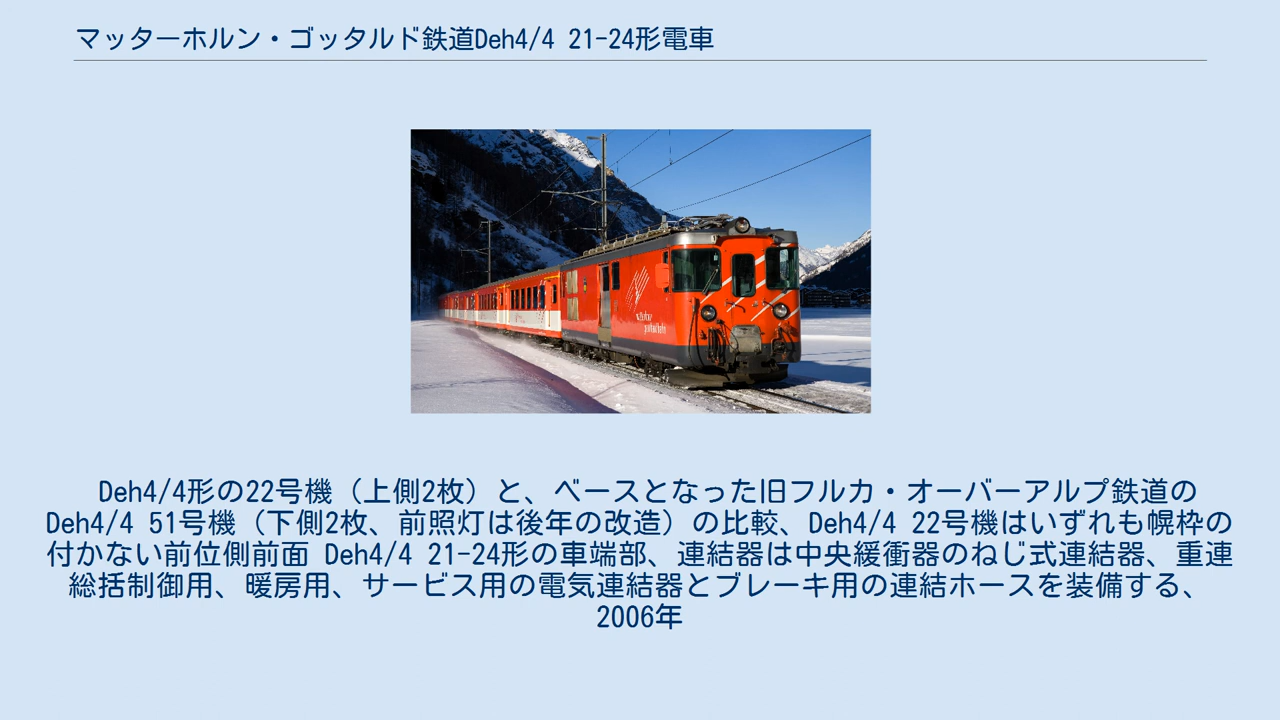 マッターホルン・ゴッタルド鉄道Deh4/4 21-24形電車
Deh4/4形の22号機（上側2枚）と、ベースとなった旧フルカ・オーバーアルプ鉄道の
Deh4/4 51号機（下側2枚、前照灯は後年の改造）の比較、Deh4/4 22号機はいずれも幌枠の
付かない前位側前面 Deh4/4 21-24形の車端部、連結器は中央緩衝器のねじ式連結器、重連
総括制御用、暖房用、サービス用の電気連結器とブレーキ用の連結ホースを装備する、
2006年